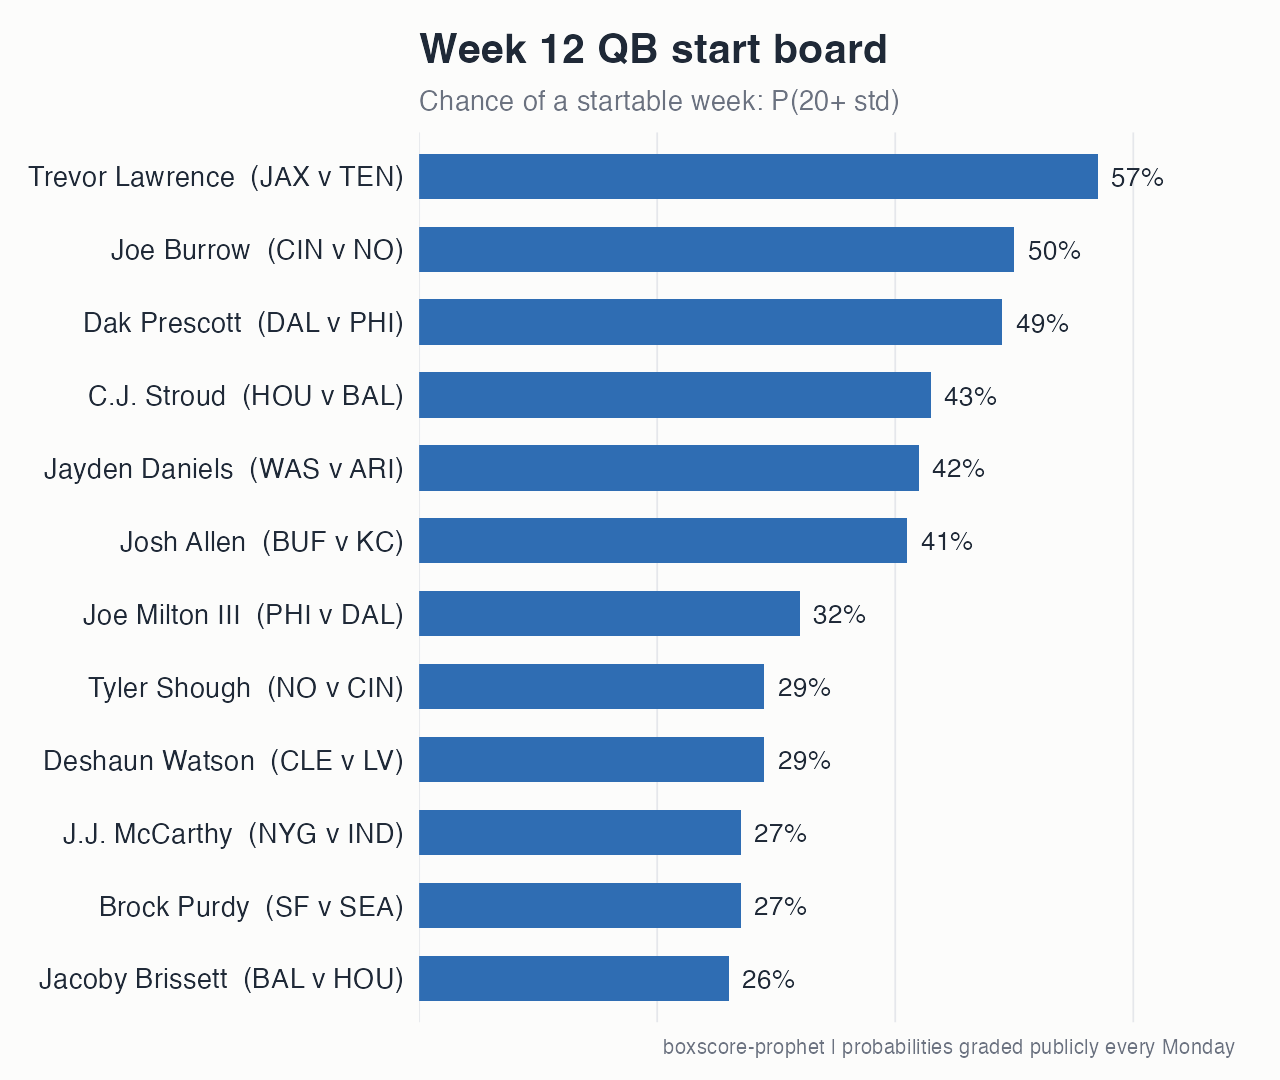 Week 12 QB start board
Chance of a startable week: P(20+ std)
Trevor Lawrence (JAX v TEN) 57%
Joe Burrow (CIN v NO) 50%
Dak Prescott (DAL v PHI) 49%
C.J. Stroud (HOU v BAL) 43%
Jayden Daniels (WAS v ARI) 42%
Josh Allen (BUF v KC) 41%
Joe Milton III (PHI v DAL) 32%
Tyler Shough (NO v CIN) 29%
Deshaun Watson (CLE v LV) 29%
J.J. McCarthy (NYG v IND) 27%
Brock Purdy (SF v SEA) 27%
Jacoby Brissett (BAL v HOU) 26%
boxscore-prophet | probabilities graded publicly every Monday